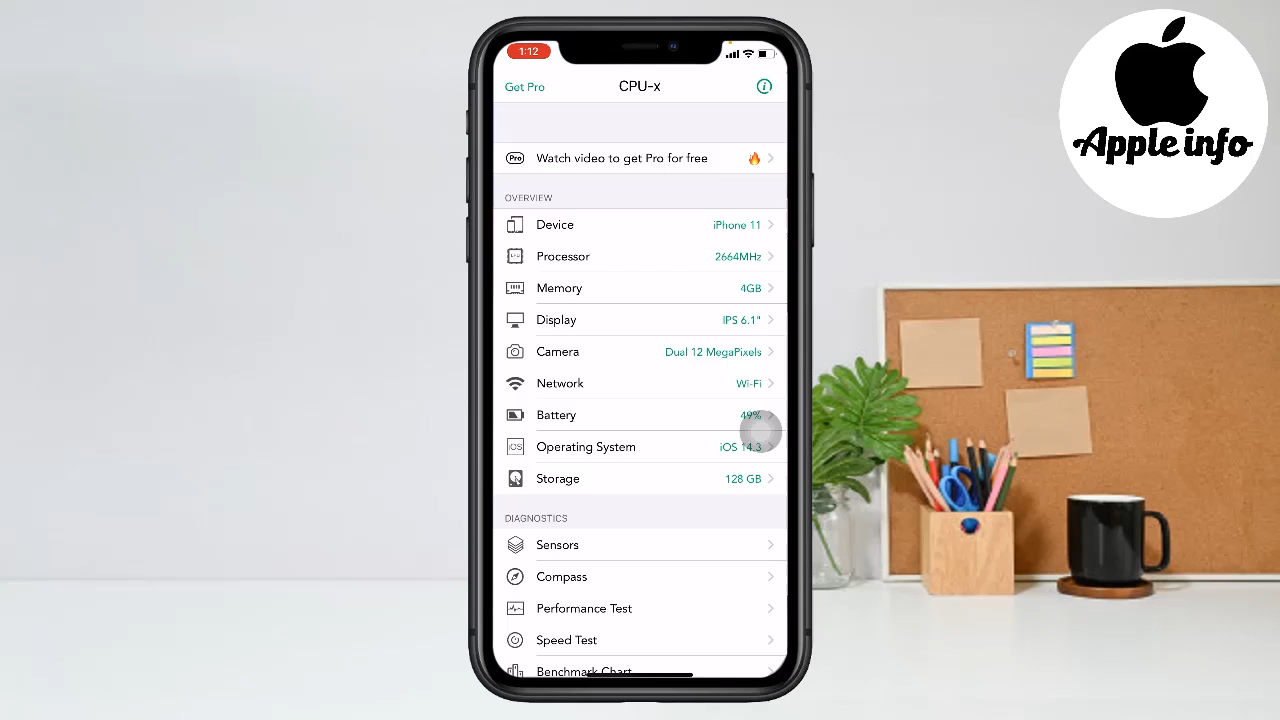 1:12
Get Pro
CPU-x
Pro Watch video to get Pro for free
OVERVIEW
Device iPhone 11
Processor 2664MHz
Memory 4GB
Display IPS 6.1"
Camera Dual 12 MegaPixels
Network Wi-Fi
Battery 49%
iOS Operating System iOS 14.3
Storage 128 GB
DIAGNOSTICS
Sensors
Compass
Performance Test
Speed Test
Benchmark Chart
Apple info